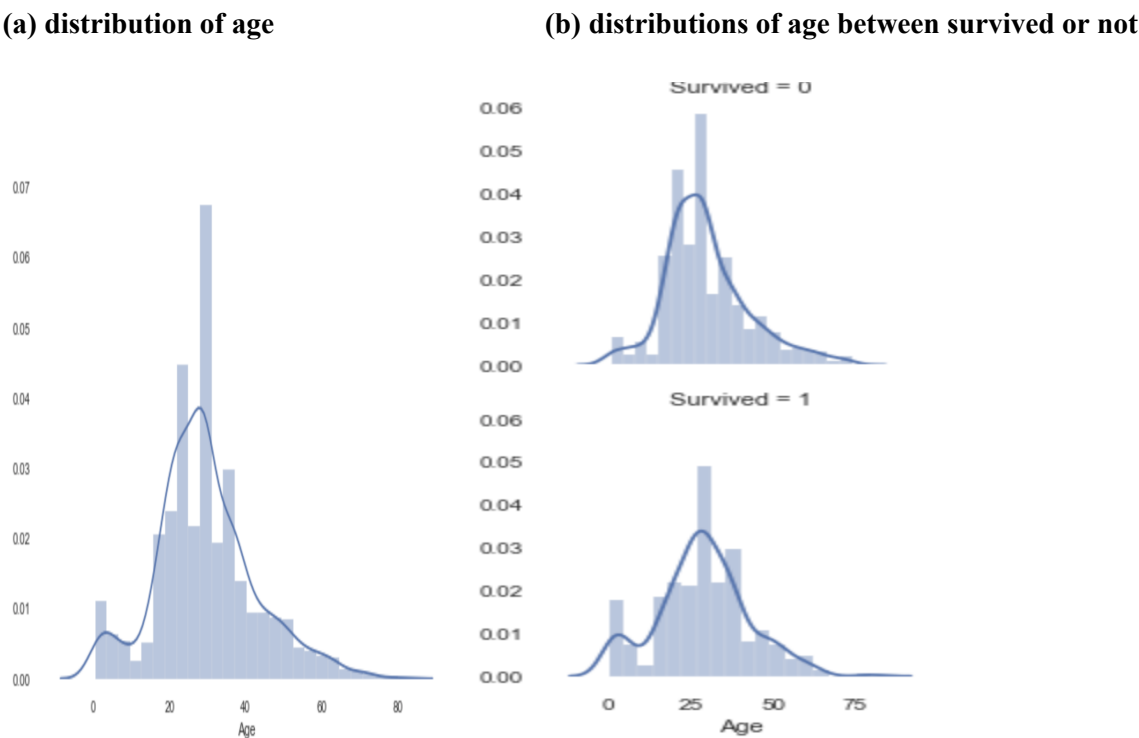 (a) distribution of age
(b) distributions of age between survived or not
0.07
0.06
0.05
0.04
0.03
0.02
0.01
0.00
0 20 40 60 80
Age
Survived = 0
0.06
0.05
0.04
0.03
0.02
0.01
0.00
Survived = 1
0.06
0.05
0.04
0.03
0.02
0.01
0.00
0 25 50 75
Age